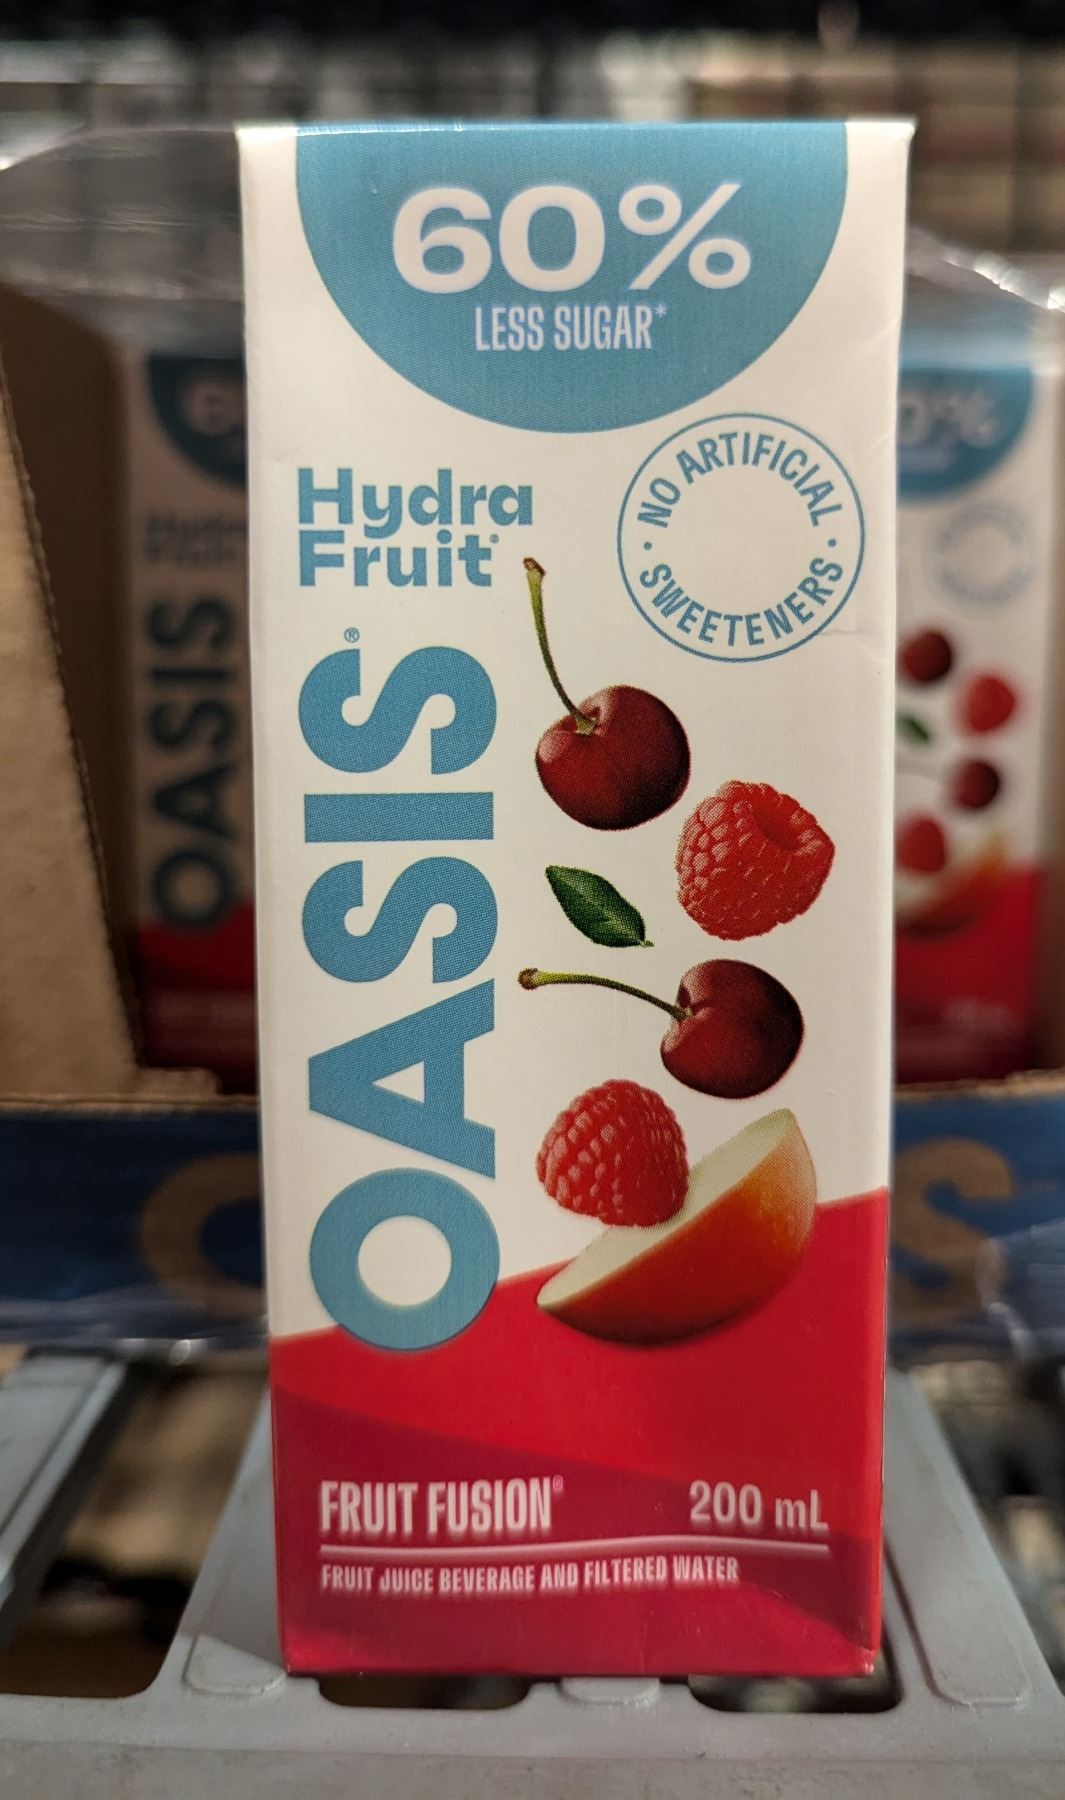 60%
LESS SUGAR*
Hydra
Fruit
NO ARTIFICIAL
· SWEETENERS ·
OASIS®
FRUIT FUSION®
200 mL
FRUIT JUICE BEVERAGE AND FILTERED WATER
OASIS